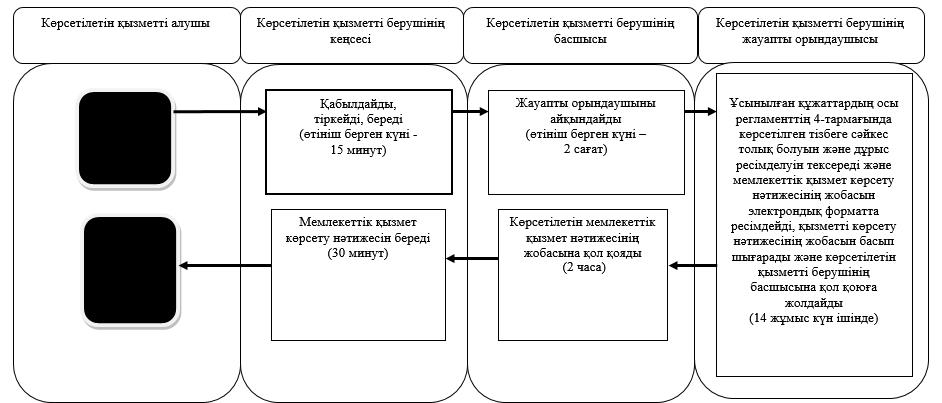 Көрсетілетін қызметті алушы
Көрсетілетін қызметті берушінің
кеңсесі
Көрсетілетін қызметті берушінің
басшысы
Көрсетілетін қызметті берушінің
жауапты орындаушысы
Қабылдайды,
тіркейді, береді
(өтініш берген күні -
15 минут)
Жауапты орындаушыны
айқындайды
(өтініш берген күні –
2 сағат)
Ұсынылған құжаттардың осы
регламенттің 4-тармағында
көрсетілген тізбеге сәйкес
толық болуын және дұрыс
ресімделуін тексереді және
мемлекеттік қызмет көрсету
нәтижесінің жобасын
электрондық форматта
ресімдейді, қызметті көрсету
нәтижесінің жобасын басып
шығарады және көрсетілетін
қызметті берушінің
басшысына қол қоюға
жолдайды
(14 жұмыс күн ішінде)
Көрсетілетін мемлекеттік
қызмет нәтижесінің
жобасына қол қояды
(2 часа)
Мемлекеттік қызмет
көрсету нәтижесін береді
(30 минут)